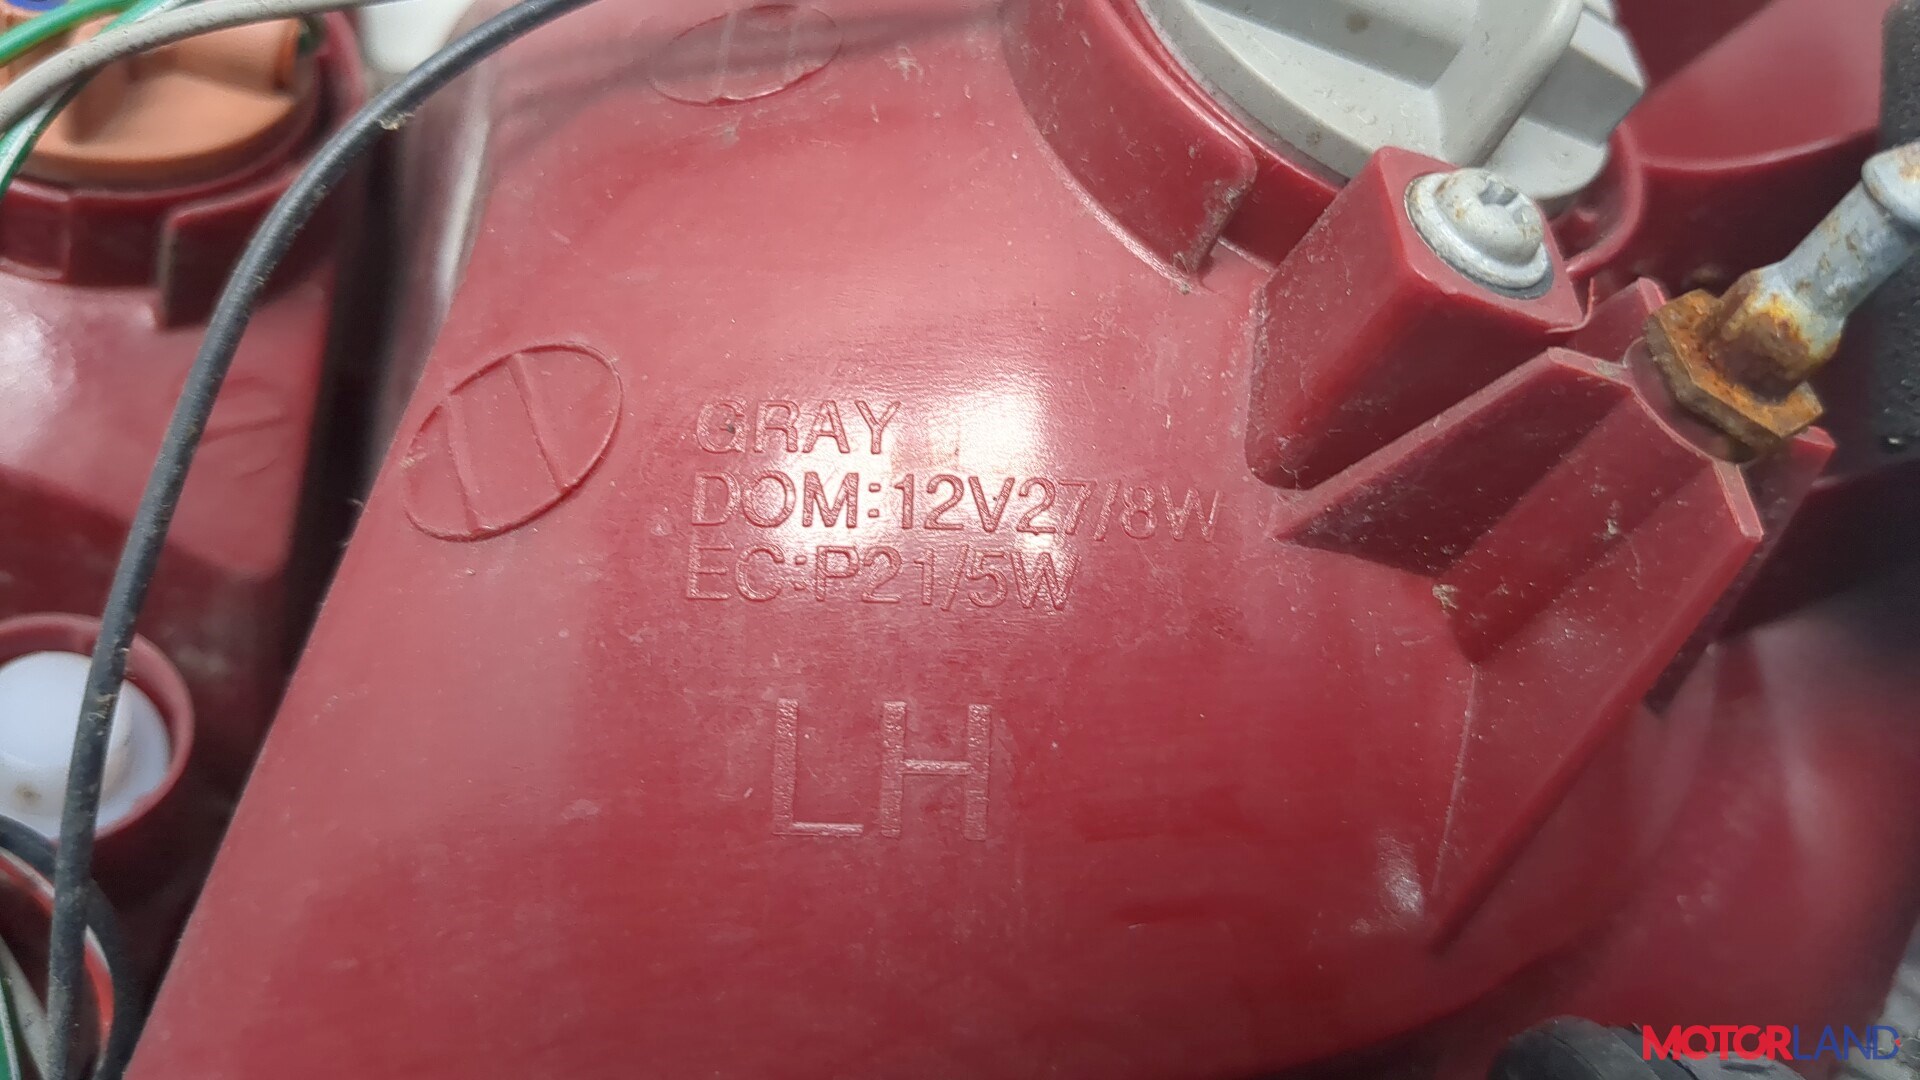 GRAY
DOM:12V27/8W
EC:P21/5W
LH
MOTORLAND